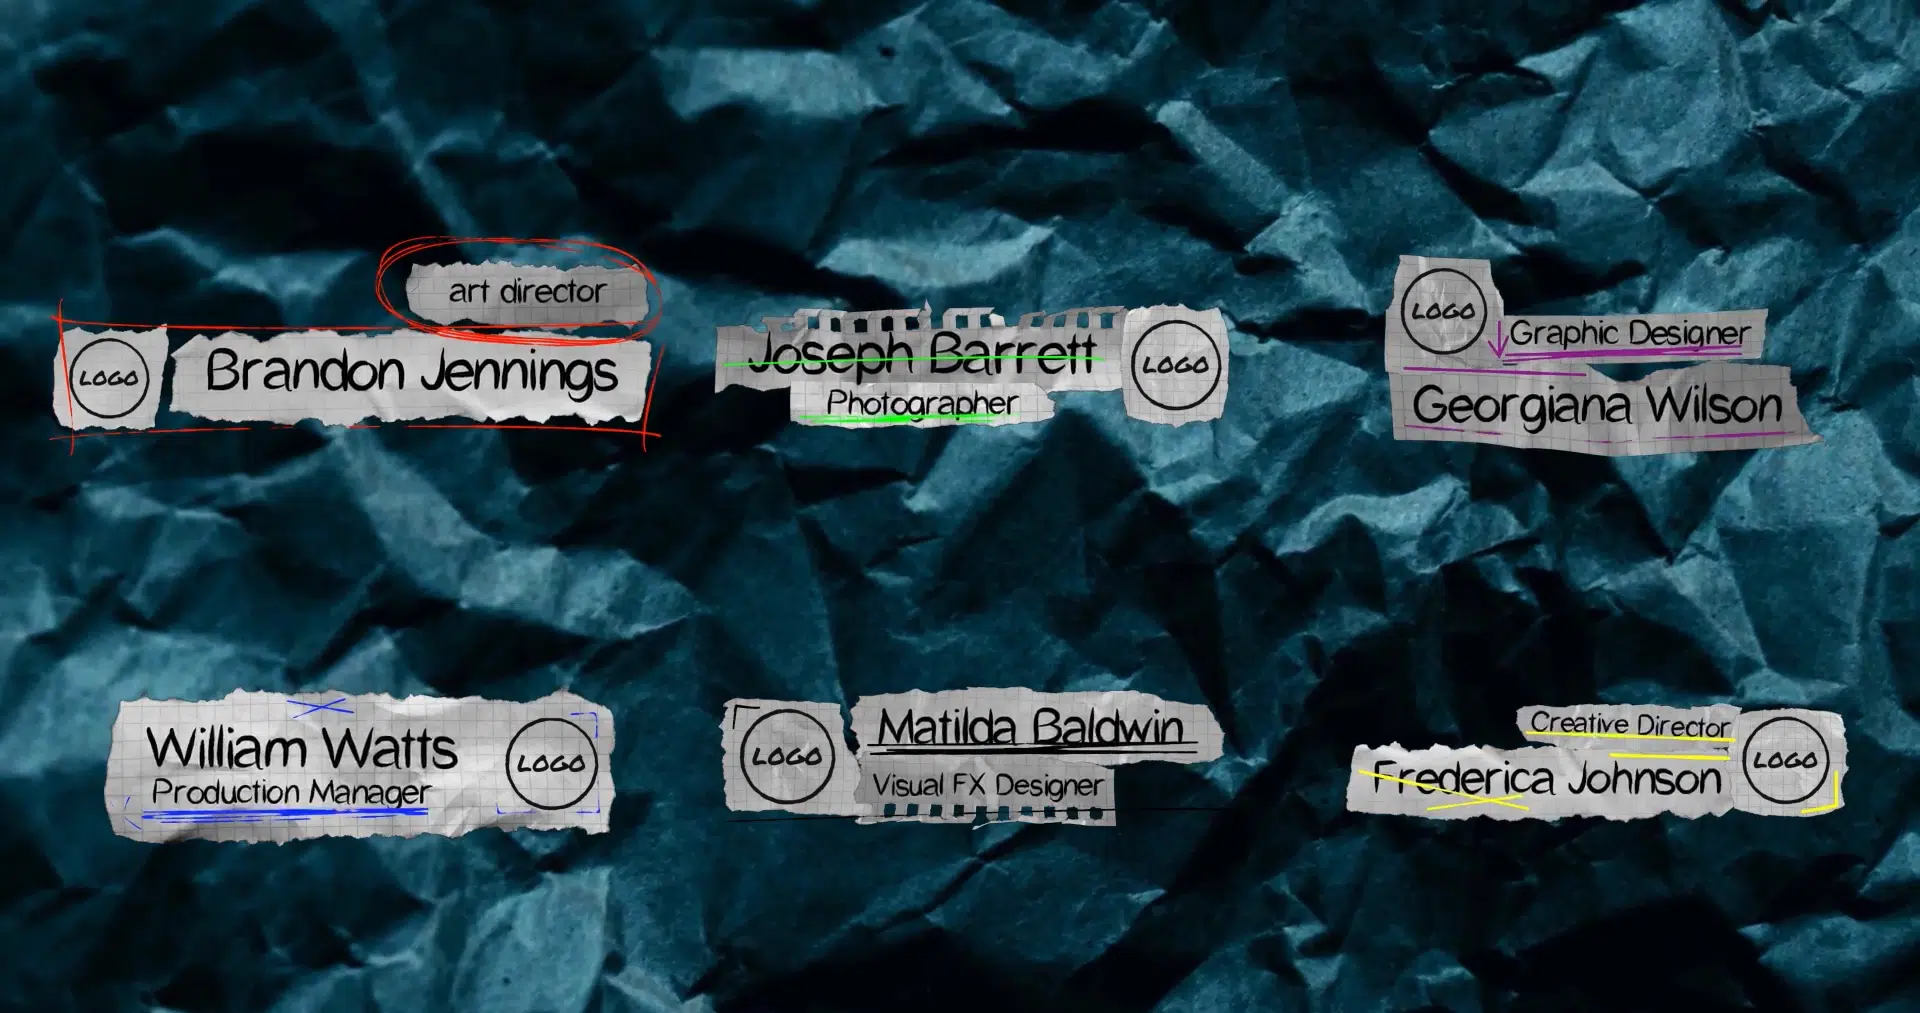 art director
LOGO
Brandon Jennings
Joseph Barrett
LOGO
Photographer
LOGO
Graphic Designer
Georgiana Wilson
William Watts
LOGO
Production Manager
LOGO
Matilda Baldwin
Visual FX Designer
Creative Director
LOGO
Frederica Johnson